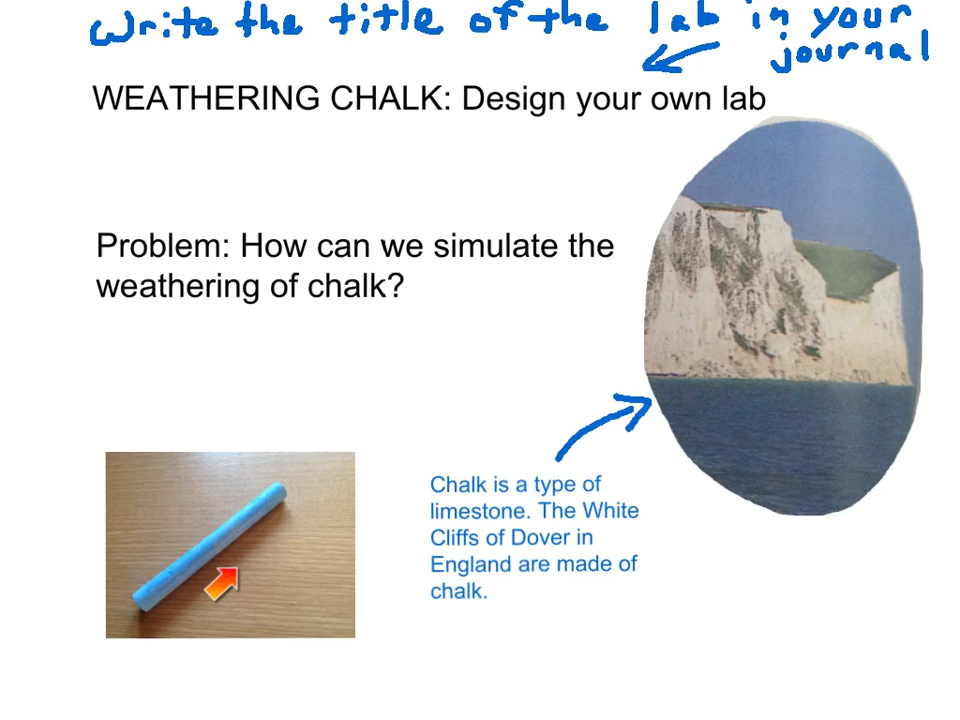 Write the title of the lab in your
journal
WEATHERING CHALK: Design your own lab
Problem: How can we simulate the
weathering of chalk?
Chalk is a type of
limestone. The White
Cliffs of Dover in
England are made of
chalk.